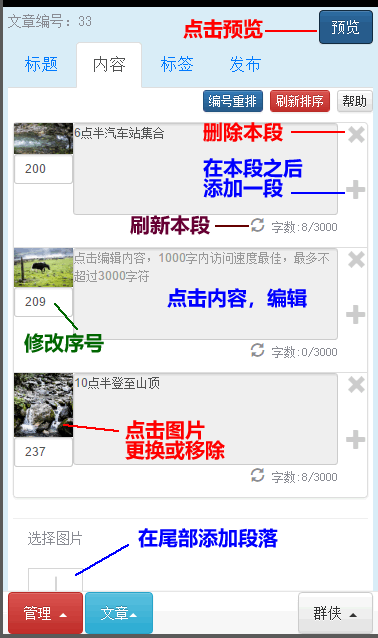 文章编号：33
点击预览
预览
标题
内容
标签
发布
编号重排
刷新排序
帮助
6点半汽车站集合
删除本段
200
在本段之后
添加一段
刷新本段
字数:8/3000
点击编辑内容，1000字内访问速度最佳，最多不
超过3000字符
209
点击内容，编辑
修改序号
字数:0/3000
10点半登至山顶
点击图片
更换或移除
237
字数:8/3000
选择图片
在尾部添加段落
管理
文章
群侠